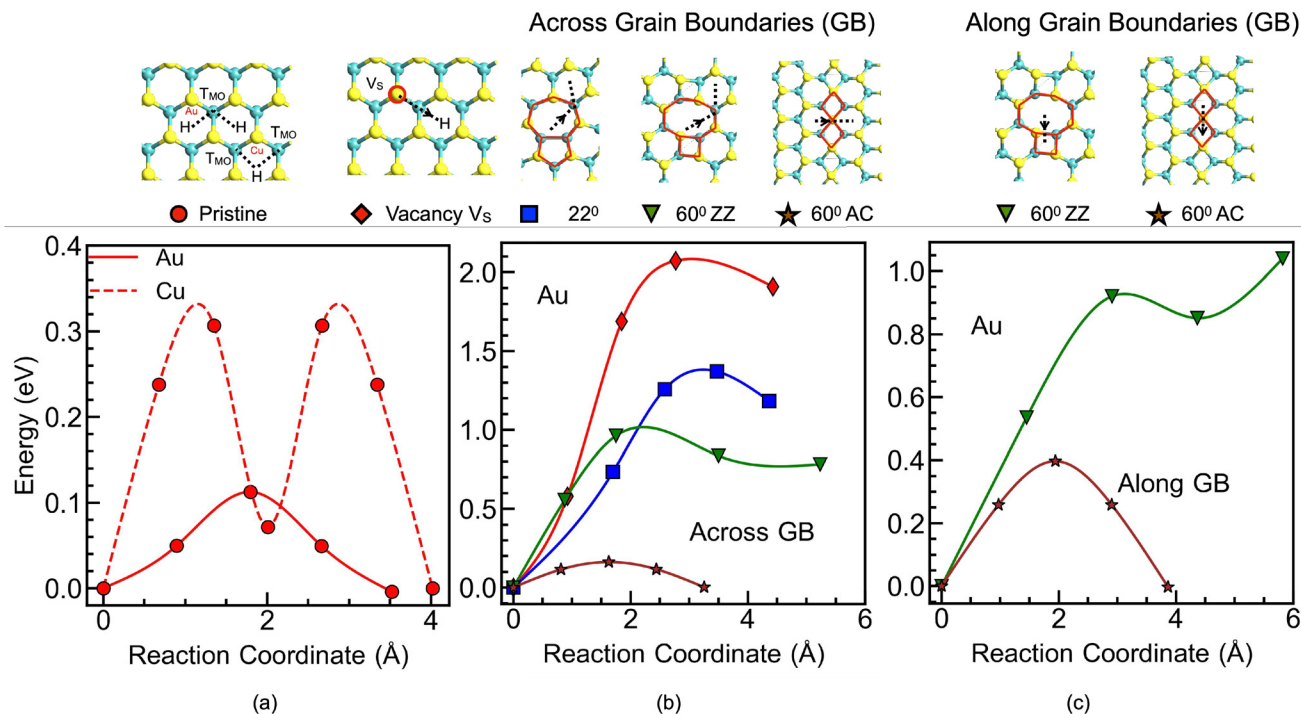 Across Grain Boundaries (GB)
Along Grain Boundaries (GB)
T_MO
Au
H
H
T_MO
T_MO
Cu
H
V_S
H
Pristine
Vacancy V_S
22⁰
60⁰ ZZ
60⁰ AC
60⁰ ZZ
60⁰ AC
Energy (eV)
0.4
0.3
0.2
0.1
0.0
Au
Cu
0
2
4
Reaction Coordinate (Å)
(a)
2.0
1.5
1.0
0.5
0.0
Au
Across GB
0
2
4
6
Reaction Coordinate (Å)
(b)
1.0
0.8
0.6
0.4
0.2
0.0
Au
Along GB
0
2
4
6
Reaction Coordinate (Å)
(c)